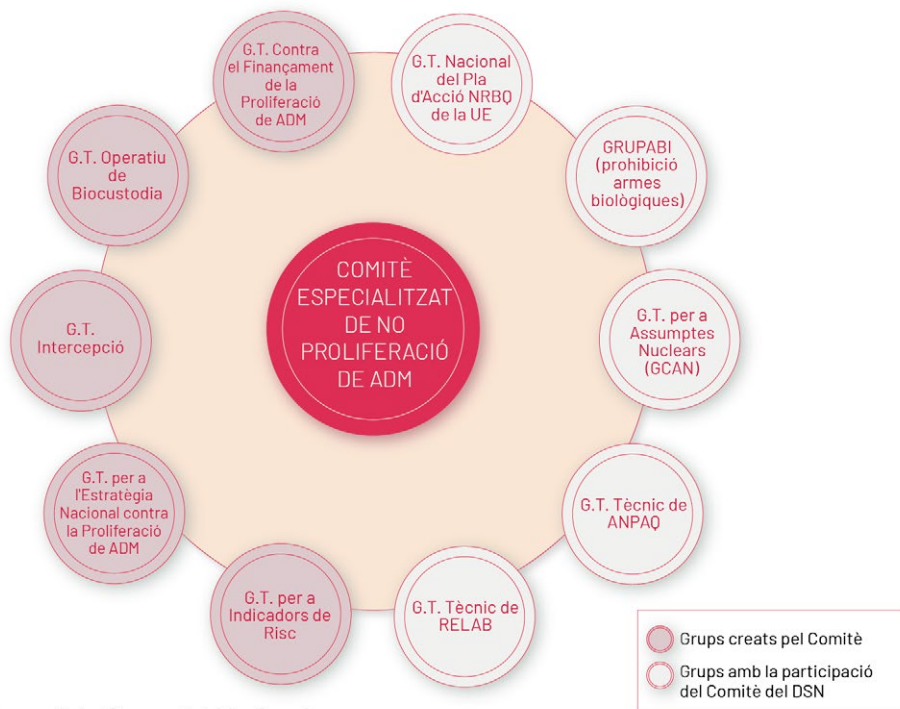 G.T. Contra
el Finançament
de la
Proliferació
de ADM
G.T. Nacional
del Pla
d'Acció NRBQ
de la UE
G.T. Operatiu
de
Biocustodia
GRUPABI
(prohibició
armes
biològiques)
COMITÈ
ESPECIALITZAT
DE NO
PROLIFERACIÓ
DE ADM
G.T.
Intercepció
G.T. per a
Assumptes
Nuclears
(GCAN)
G.T. per a
l'Estratègia
Nacional contra
la Proliferació
de ADM
G.T. Tècnic de
ANPAQ
G.T. per a
Indicadors de
Risc
G.T. Tècnic de
RELAB
Grups creats pel Comitè
Grups amb la participació
del Comitè del DSN